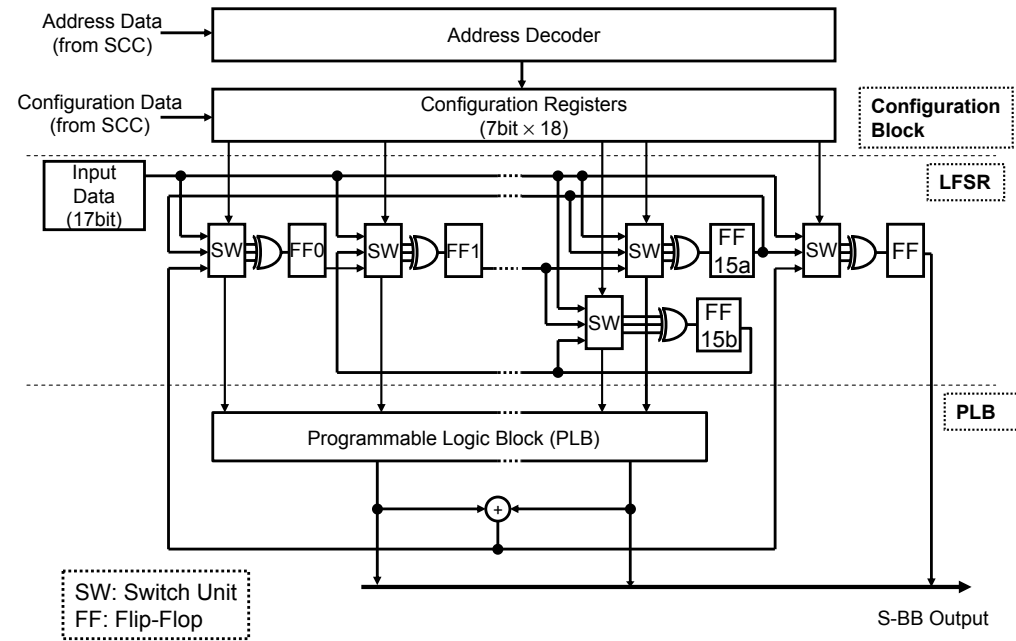 Address Data
(from SCC)
Address Decoder
Configuration Data
(from SCC)
Configuration Registers
(7bit × 18)
Configuration
Block
Input
Data
(17bit)
LFSR
SW
FF0
SW
FF1
SW
FF
15a
SW
FF
SW
FF
15b
PLB
Programmable Logic Block (PLB)
+
SW: Switch Unit
FF: Flip-Flop
S-BB Output